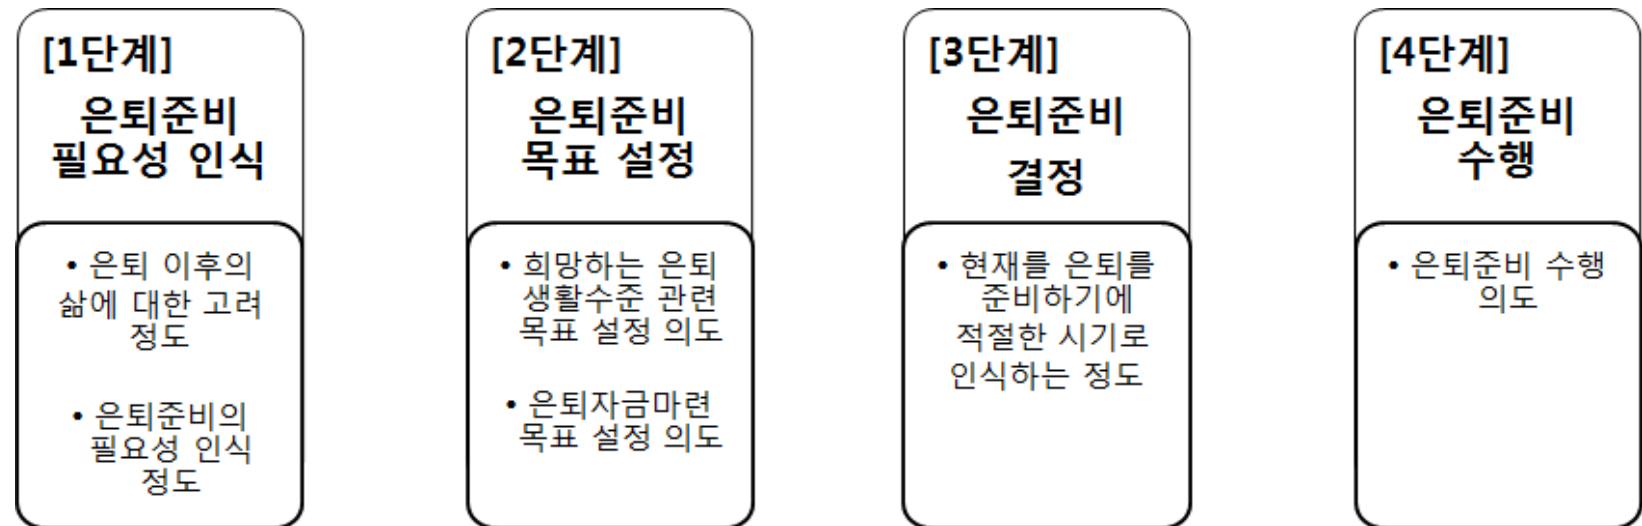 [1단계]
은퇴준비
필요성 인식
• 은퇴 이후의
삶에 대한 고려
정도
• 은퇴준비의
필요성 인식
정도
[2단계]
은퇴준비
목표 설정
• 희망하는 은퇴
생활수준 관련
목표 설정 의도
• 은퇴자금마련
목표 설정 의도
[3단계]
은퇴준비
결정
• 현재를 은퇴를
준비하기에
적절한 시기로
인식하는 정도
[4단계]
은퇴준비
수행
• 은퇴준비 수행
의도